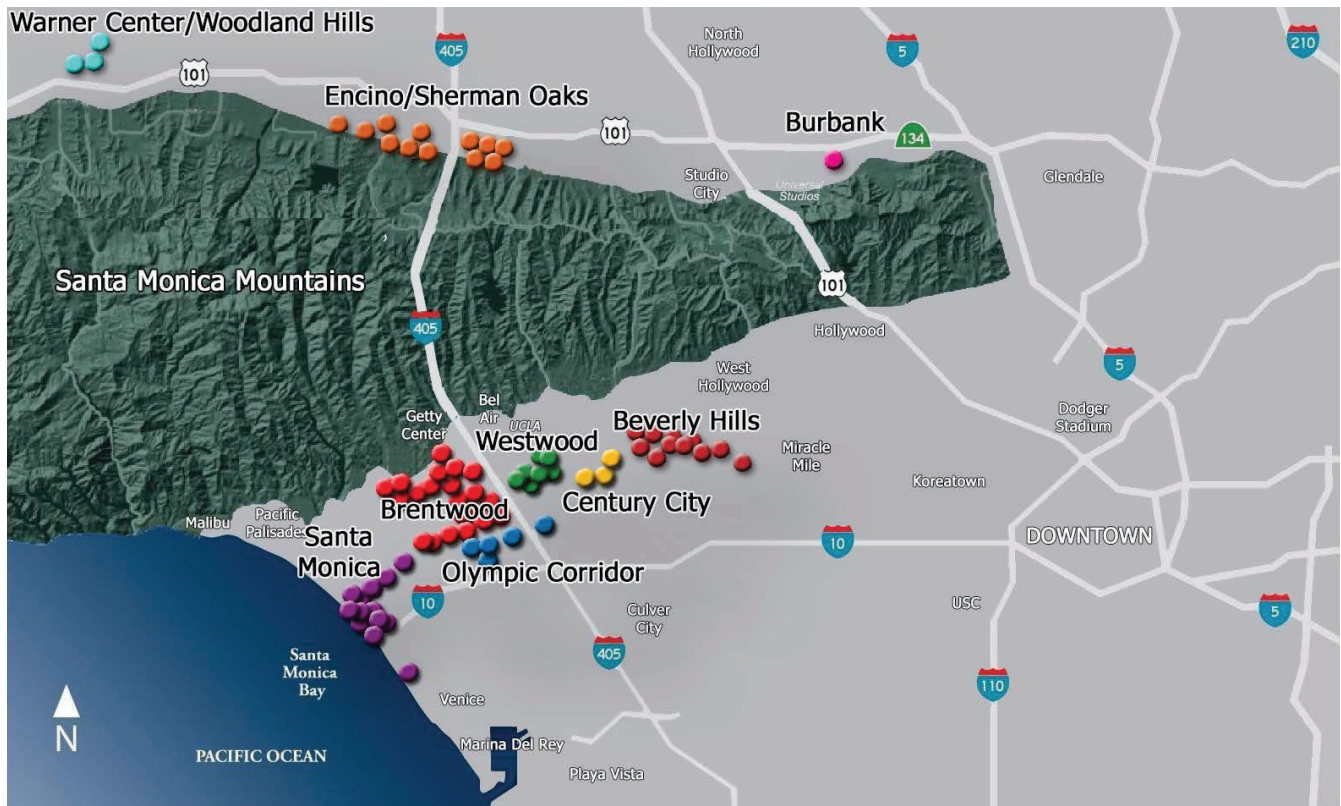 Warner Center/Woodland Hills
405
North
Hollywood
5
210
101
Encino/Sherman Oaks
101
Burbank
134
Studio
City
Universal
Studios
Glendale
Santa Monica Mountains
101
405
Hollywood
5
West
Hollywood
Bel
Air
Getty
Center
UCLA
Beverly Hills
Dodger
Stadium
Westwood
Miracle
Mile
Koreatown
Century City
Brentwood
Malibu
Pacific
Palisades
Santa
Monica
10
DOWNTOWN
Olympic Corridor
10
Culver
City
USC
5
405
Santa
Monica
Bay
110
Venice
N
Marina Del Rey
PACIFIC OCEAN
Playa Vista